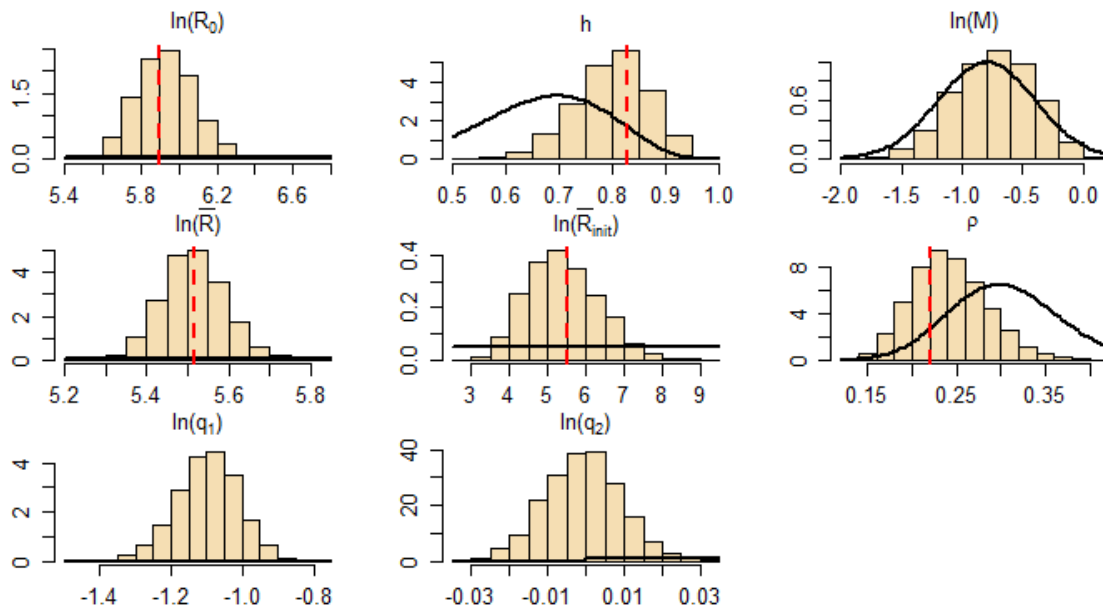 ln(R₀)
h
ln(M)
0.0 1.5
0 2 4
0.0 0.6
5.4 5.8 6.2 6.6
0.5 0.6 0.7 0.8 0.9 1.0
-2.0 -1.5 -1.0 -0.5 0.0
ln(R̅)
ln(R̅init)
ρ
0 2 4
0.0 0.2 0.4
0 4 8
5.2 5.4 5.6 5.8
3 4 5 6 7 8 9
0.15 0.25 0.35
ln(q₁)
ln(q₂)
0 2 4
0 20 40
-1.4 -1.2 -1.0 -0.8
-0.03 -0.01 0.01 0.03